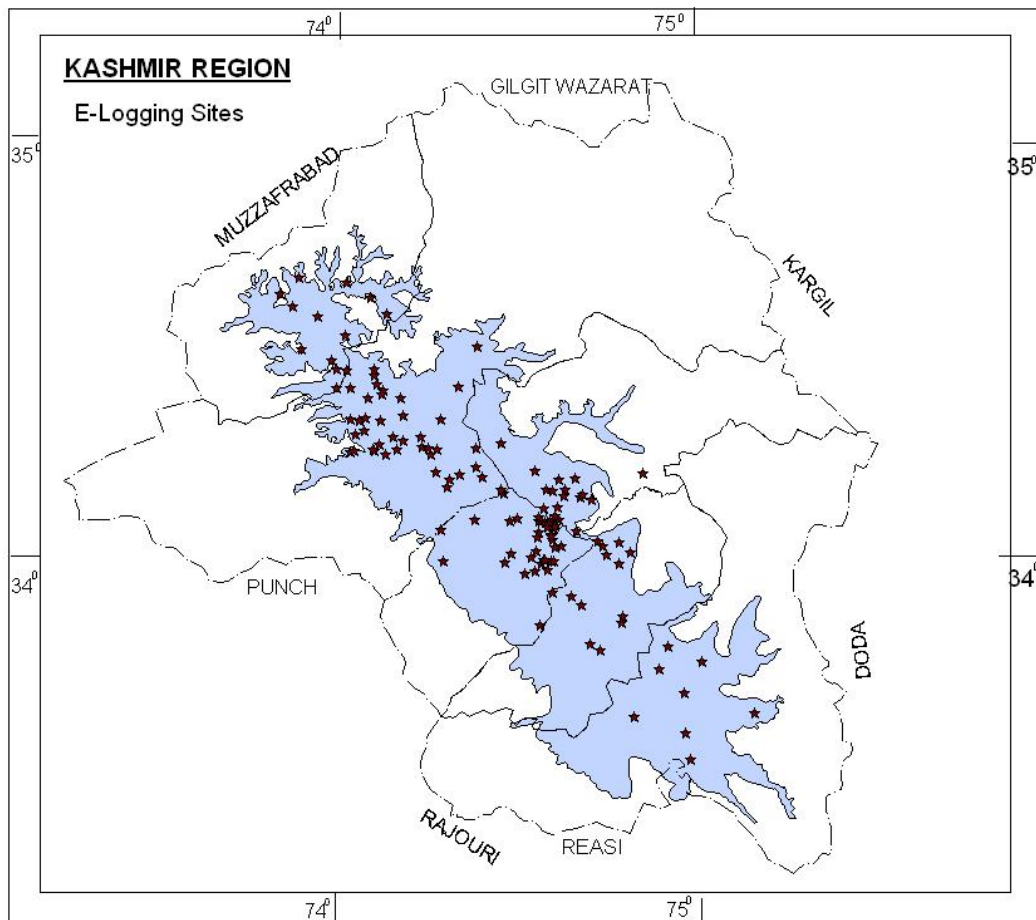 74⁰
75⁰
KASHMIR REGION
E-Logging Sites
GILGIT WAZARAT
35⁰
35⁰
MUZZAFRABAD
KARGIL
34⁰
34⁰
PUNCH
DODA
RAJOURI
REASI
74⁰
75⁰